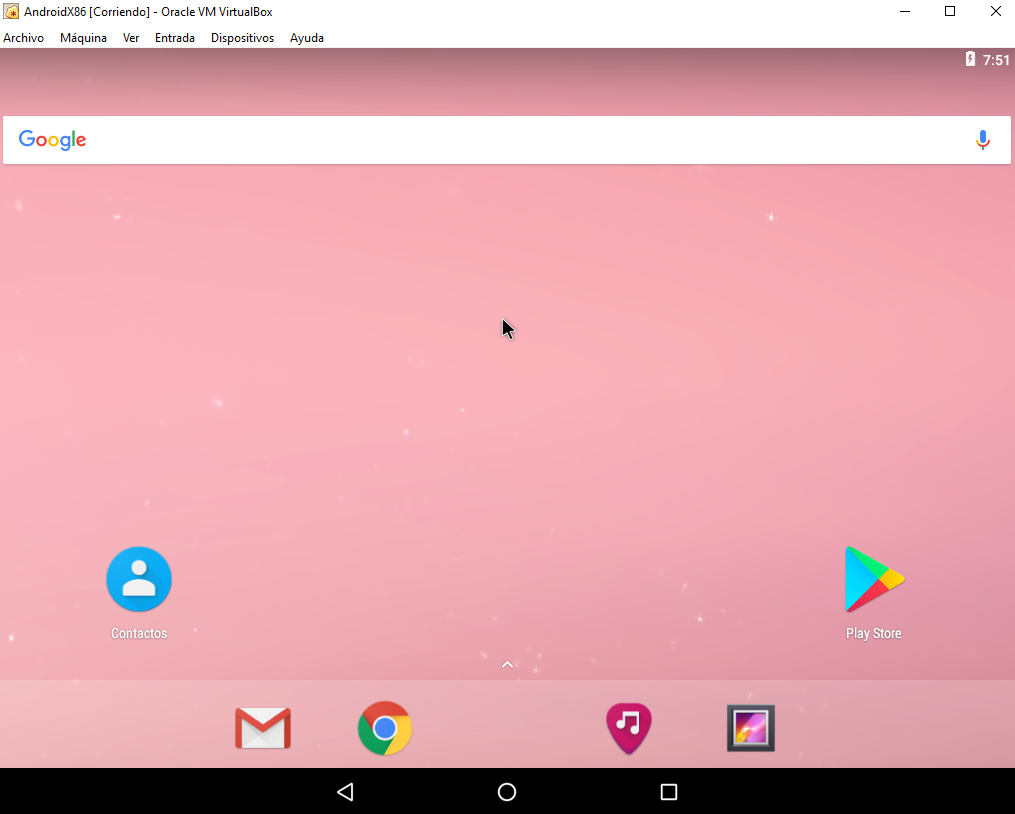 AndroidX86 [Corriendo] - Oracle VM VirtualBox
Archivo Máquina Ver Entrada Dispositivos Ayuda
7:51
Google
Contactos
Play Store